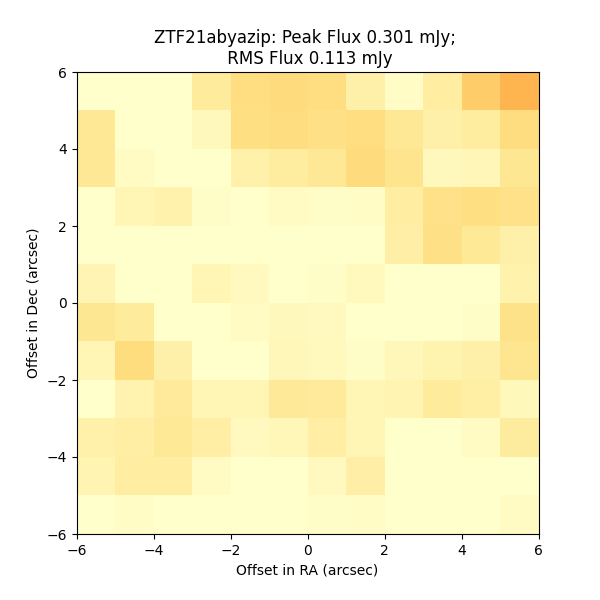 ZTF21abyazip: Peak Flux 0.301 mJy;
RMS Flux 0.113 mJy
6
4
2
0
−2
−4
−6
Offset in Dec (arcsec)
−6 −4 −2 0 2 4 6
Offset in RA (arcsec)